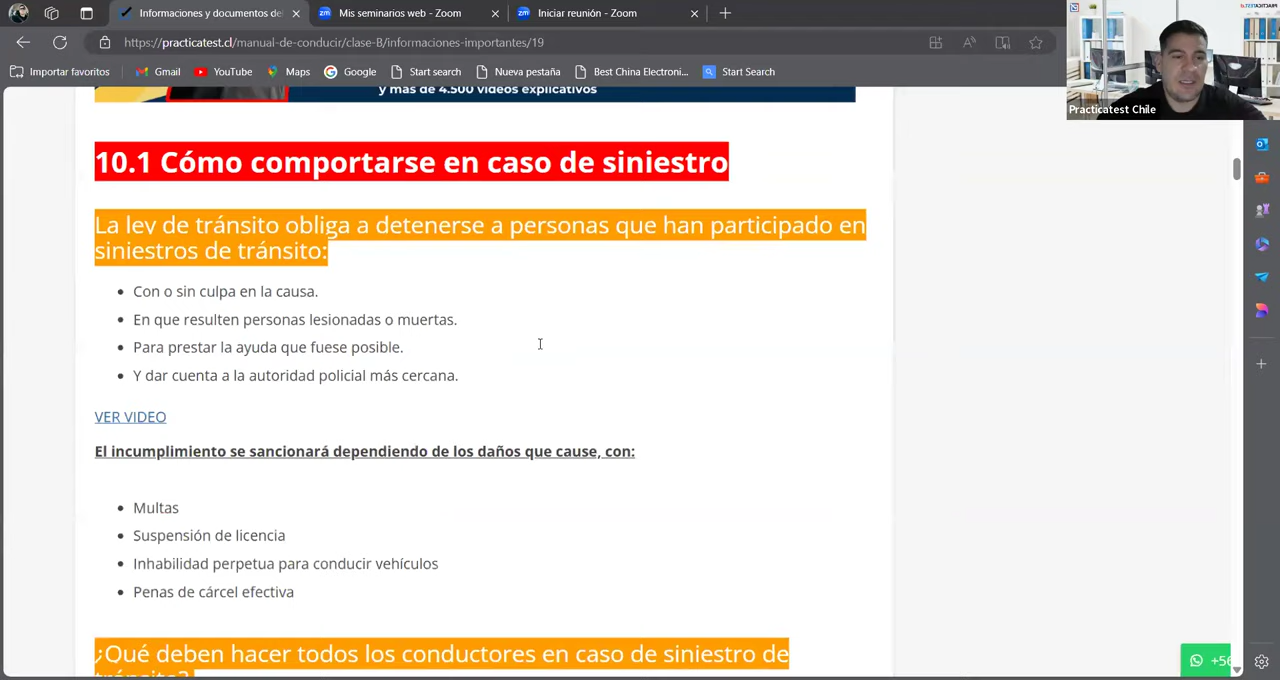 Informaciones y documentos del
Mis seminarios web - Zoom
Iniciar reunión - Zoom
https://practicatest.cl/manual-de-conducir/clase-B/informaciones-importantes/19
Importar favoritos
Gmail
YouTube
Maps
Google
Start search
Nueva pestaña
Best China Electroni...
Start Search
PRACTICATEST.cl
Practicatest Chile
y más de 4.500 videos explicativos
10.1 Cómo comportarse en caso de siniestro
La ley de tránsito obliga a detenerse a personas que han participado en
siniestros de tránsito:
• Con o sin culpa en la causa.
• En que resulten personas lesionadas o muertas.
• Para prestar la ayuda que fuese posible.
• Y dar cuenta a la autoridad policial más cercana.
VER VIDEO
El incumplimiento se sancionará dependiendo de los daños que cause, con:
• Multas
• Suspensión de licencia
• Inhabilidad perpetua para conducir vehículos
• Penas de cárcel efectiva
¿Qué deben hacer todos los conductores en caso de siniestro de
tránsito?
+56